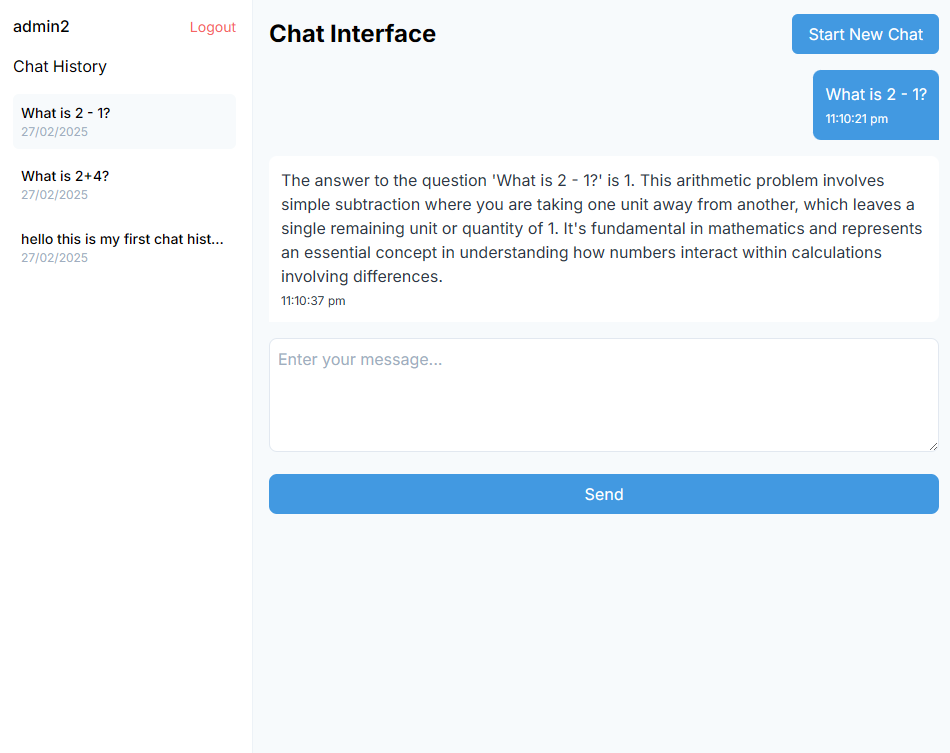 admin2
Logout
Chat History
What is 2 - 1?
27/02/2025
What is 2+4?
27/02/2025
hello this is my first chat hist...
27/02/2025
Chat Interface
Start New Chat
What is 2 - 1?
11:10:21 pm
The answer to the question 'What is 2 - 1?' is 1. This arithmetic problem involves
simple subtraction where you are taking one unit away from another, which leaves a
single remaining unit or quantity of 1. It's fundamental in mathematics and represents
an essential concept in understanding how numbers interact within calculations
involving differences.
11:10:37 pm
Enter your message...
Send